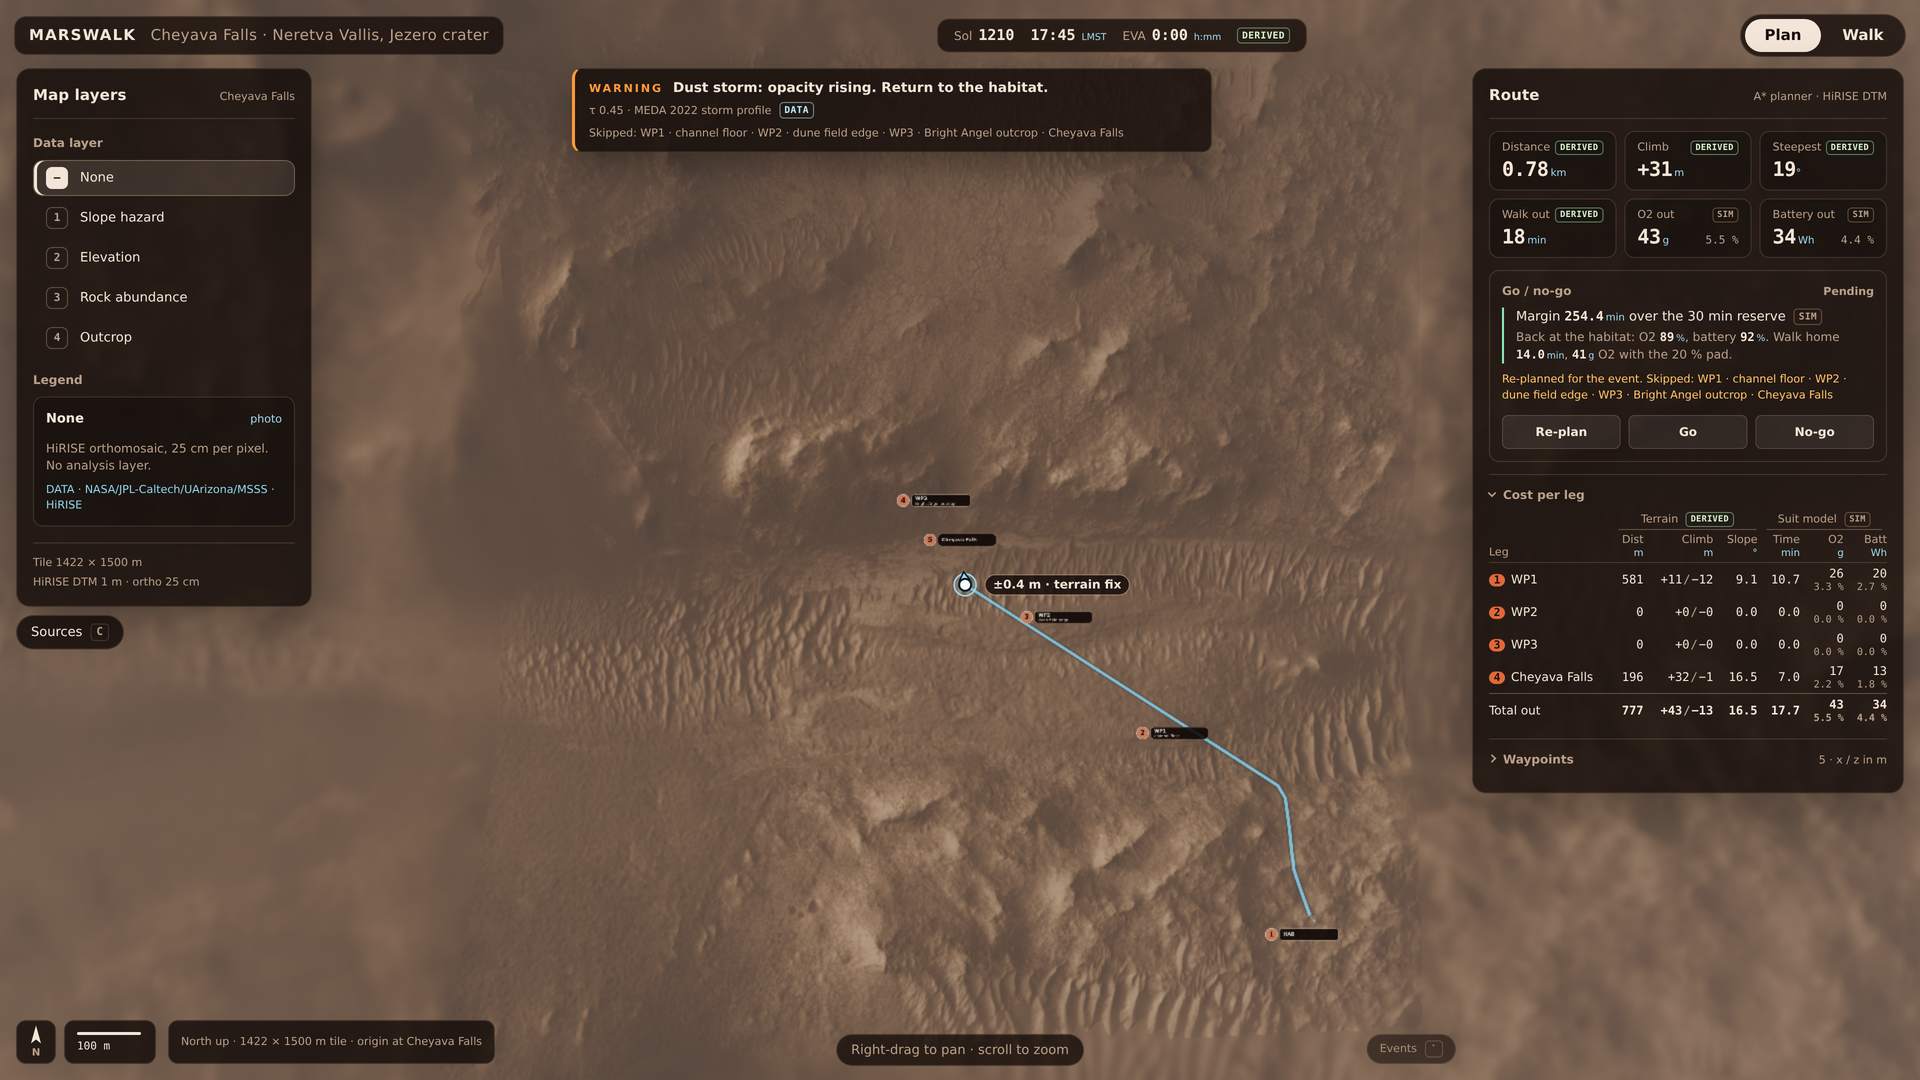 MARSWALK Cheyava Falls · Neretva Vallis, Jezero crater
Sol 1210 17:45 LMST EVA 0:00 h:mm DERIVED
Plan Walk
Map layers Cheyava Falls
Data layer
– None
1 Slope hazard
2 Elevation
3 Rock abundance
4 Outcrop
Legend
None photo
HiRISE orthomosaic, 25 cm per pixel.
No analysis layer.
DATA · NASA/JPL-Caltech/UArizona/MSSS ·
HiRISE
Tile 1422 × 1500 m
HiRISE DTM 1 m · ortho 25 cm
Sources C
WARNING Dust storm: opacity rising. Return to the habitat.
τ 0.45 · MEDA 2022 storm profile DATA
Skipped: WP1 · channel floor · WP2 · dune field edge · WP3 · Bright Angel outcrop · Cheyava Falls
4 WP3
5 Cheyava Falls
±0.4 m · terrain fix
3 WP2
2 WP1
1 HAB
Route A* planner · HiRISE DTM
Distance DERIVED
0.78 km
Climb DERIVED
+31 m
Steepest DERIVED
19°
Walk out DERIVED
18 min
O2 out SIM
43 g 5.5 %
Battery out SIM
34 Wh 4.4 %
Go / no-go Pending
Margin 254.4 min over the 30 min reserve SIM
Back at the habitat: O2 89 %, battery 92 %. Walk home
14.0 min, 41 g O2 with the 20 % pad.
Re-planned for the event. Skipped: WP1 · channel floor · WP2 ·
dune field edge · WP3 · Bright Angel outcrop · Cheyava Falls
Re-plan Go No-go
Cost per leg
Terrain DERIVED Suit model SIM
Leg Dist m Climb m Slope ° Time min O2 g Batt Wh
1 WP1 581 +11/−12 9.1 10.7 26 3.3 % 20 2.7 %
2 WP2 0 +0/−0 0.0 0.0 0 0.0 % 0 0.0 %
3 WP3 0 +0/−0 0.0 0.0 0 0.0 % 0 0.0 %
4 Cheyava Falls 196 +32/−1 16.5 7.0 17 2.2 % 13 1.8 %
Total out 777 +43/−13 16.5 17.7 43 5.5 % 34 4.4 %
Waypoints 5 · x / z in m
N
100 m
North up · 1422 × 1500 m tile · origin at Cheyava Falls
Right-drag to pan · scroll to zoom
Events